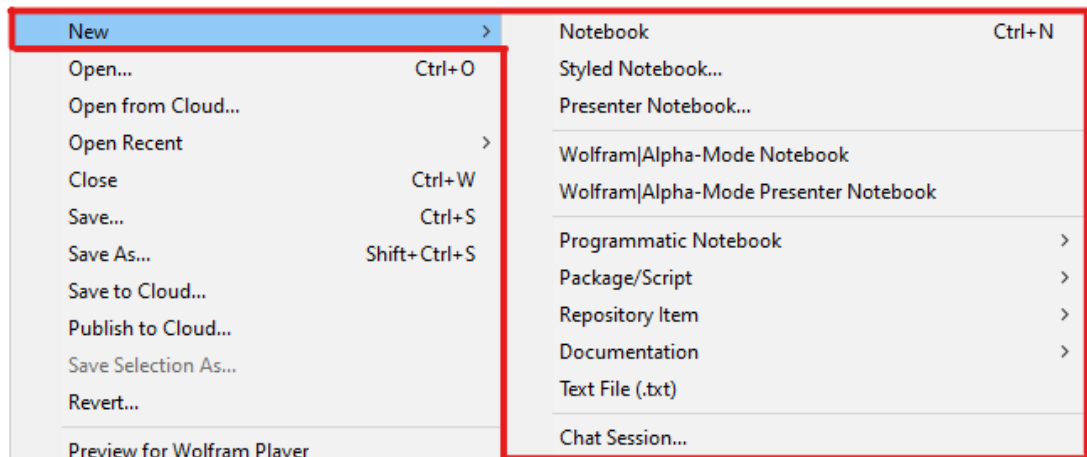 New
Open... Ctrl+O
Open from Cloud...
Open Recent
Close Ctrl+W
Save... Ctrl+S
Save As... Shift+Ctrl+S
Save to Cloud...
Publish to Cloud...
Save Selection As...
Revert...
Preview for Wolfram Player
Notebook Ctrl+N
Styled Notebook...
Presenter Notebook...
Wolfram|Alpha-Mode Notebook
Wolfram|Alpha-Mode Presenter Notebook
Programmatic Notebook
Package/Script
Repository Item
Documentation
Text File (.txt)
Chat Session...